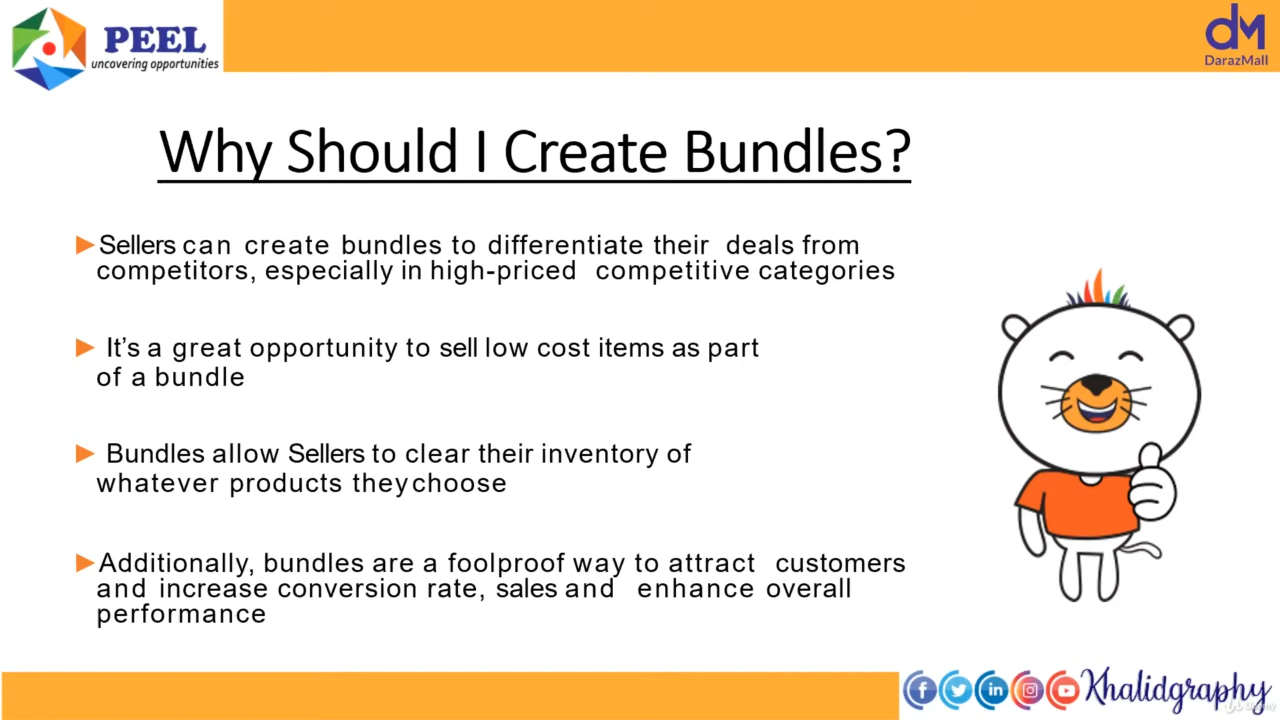 PEEL
uncovering opportunities
dM
DarazMall
Why Should I Create Bundles?
Sellers can create bundles to differentiate their deals from
competitors, especially in high-priced competitive categories
It’s a great opportunity to sell low cost items as part
of a bundle
Bundles allow Sellers to clear their inventory of
whatever products they choose
Additionally, bundles are a foolproof way to attract customers
and increase conversion rate, sales and enhance overall
performance
Khalidgraphy
Udemy